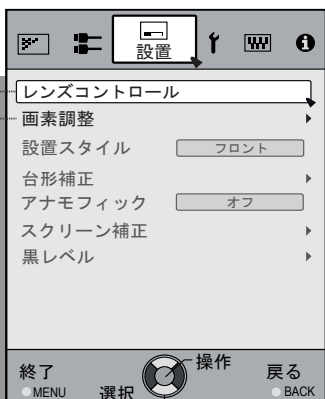 設置
レンズコントロール
画素調整
設置スタイル フロント
台形補正
アナモフィック オフ
スクリーン補正
黒レベル
終了
MENU
選択
操作
戻る
BACK